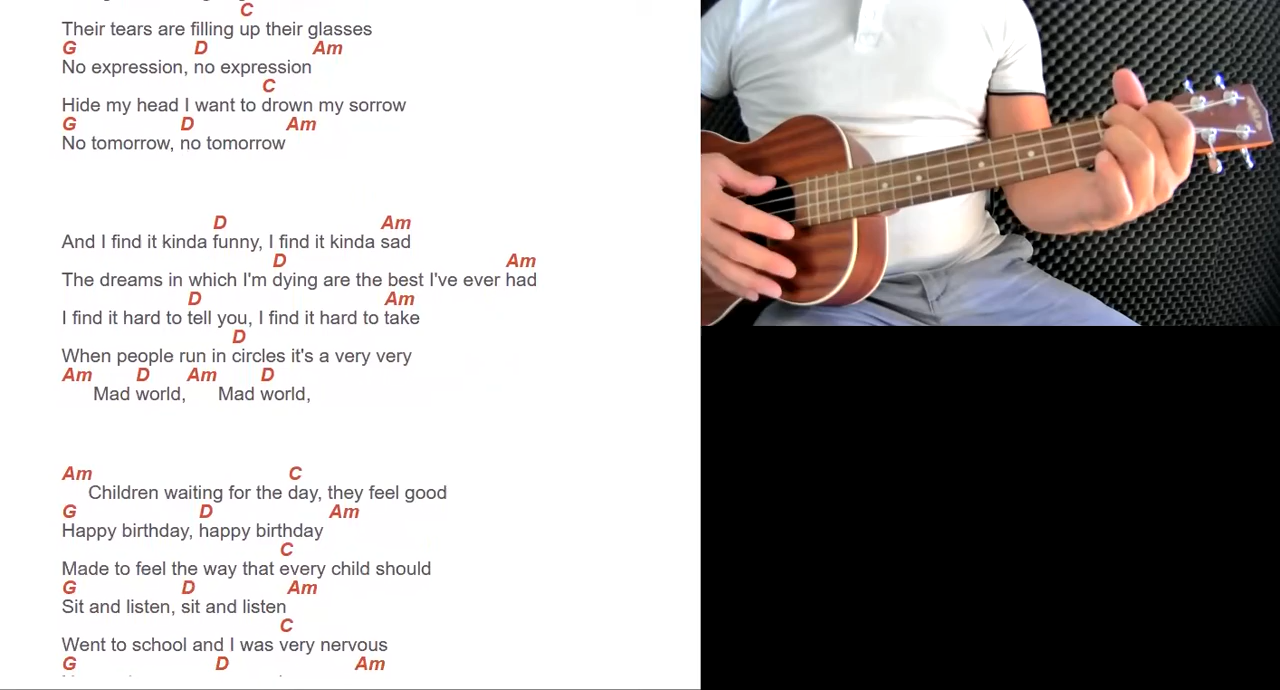 C
Their tears are filling up their glasses
G D Am
No expression, no expression
C
Hide my head I want to drown my sorrow
G D Am
No tomorrow, no tomorrow
D Am
And I find it kinda funny, I find it kinda sad
D Am
The dreams in which I'm dying are the best I've ever had
D Am
I find it hard to tell you, I find it hard to take
D
When people run in circles it's a very very
Am D Am D
Mad world, Mad world,
Am C
Children waiting for the day, they feel good
G D Am
Happy birthday, happy birthday
C
Made to feel the way that every child should
G D Am
Sit and listen, sit and listen
C
Went to school and I was very nervous
G D Am